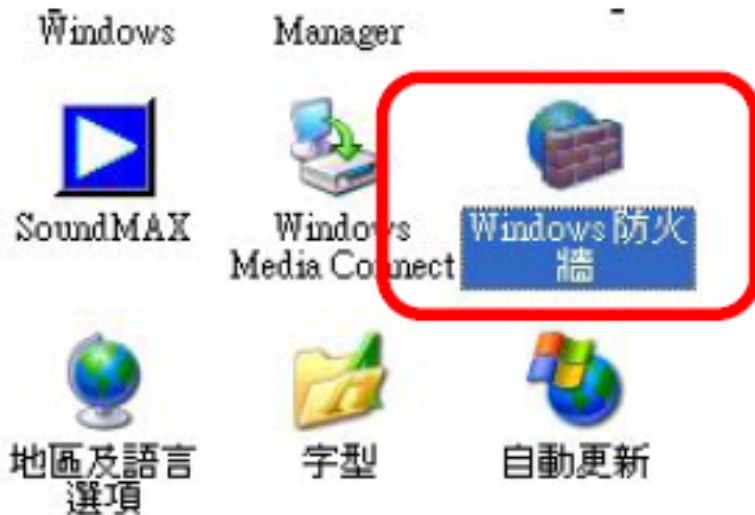 Windows
Manager
SoundMAX
Windows
Media Connect
Windows 防火
牆
地區及語言
選項
字型
自動更新